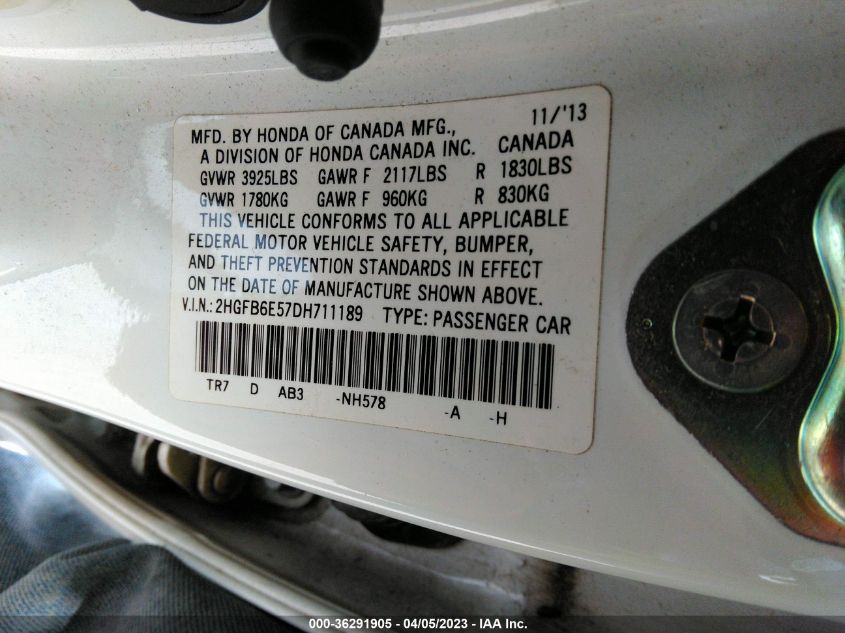 11/'13
MFD. BY HONDA OF CANADA MFG.,
A DIVISION OF HONDA CANADA INC. CANADA
GVWR 3925LBS GAWR F 2117LBS R 1830LBS
GVWR 1780KG GAWR F 960KG R 830KG
THIS VEHICLE CONFORMS TO ALL APPLICABLE
FEDERAL MOTOR VEHICLE SAFETY, BUMPER,
AND THEFT PREVENTION STANDARDS IN EFFECT
ON THE DATE OF MANUFACTURE SHOWN ABOVE.
V.I.N.: 2HGFB6E57DH711189 TYPE: PASSENGER CAR
TR7 D AB3 -NH578 -A -H
000-36291905 - 04/05/2023 - IAA Inc.